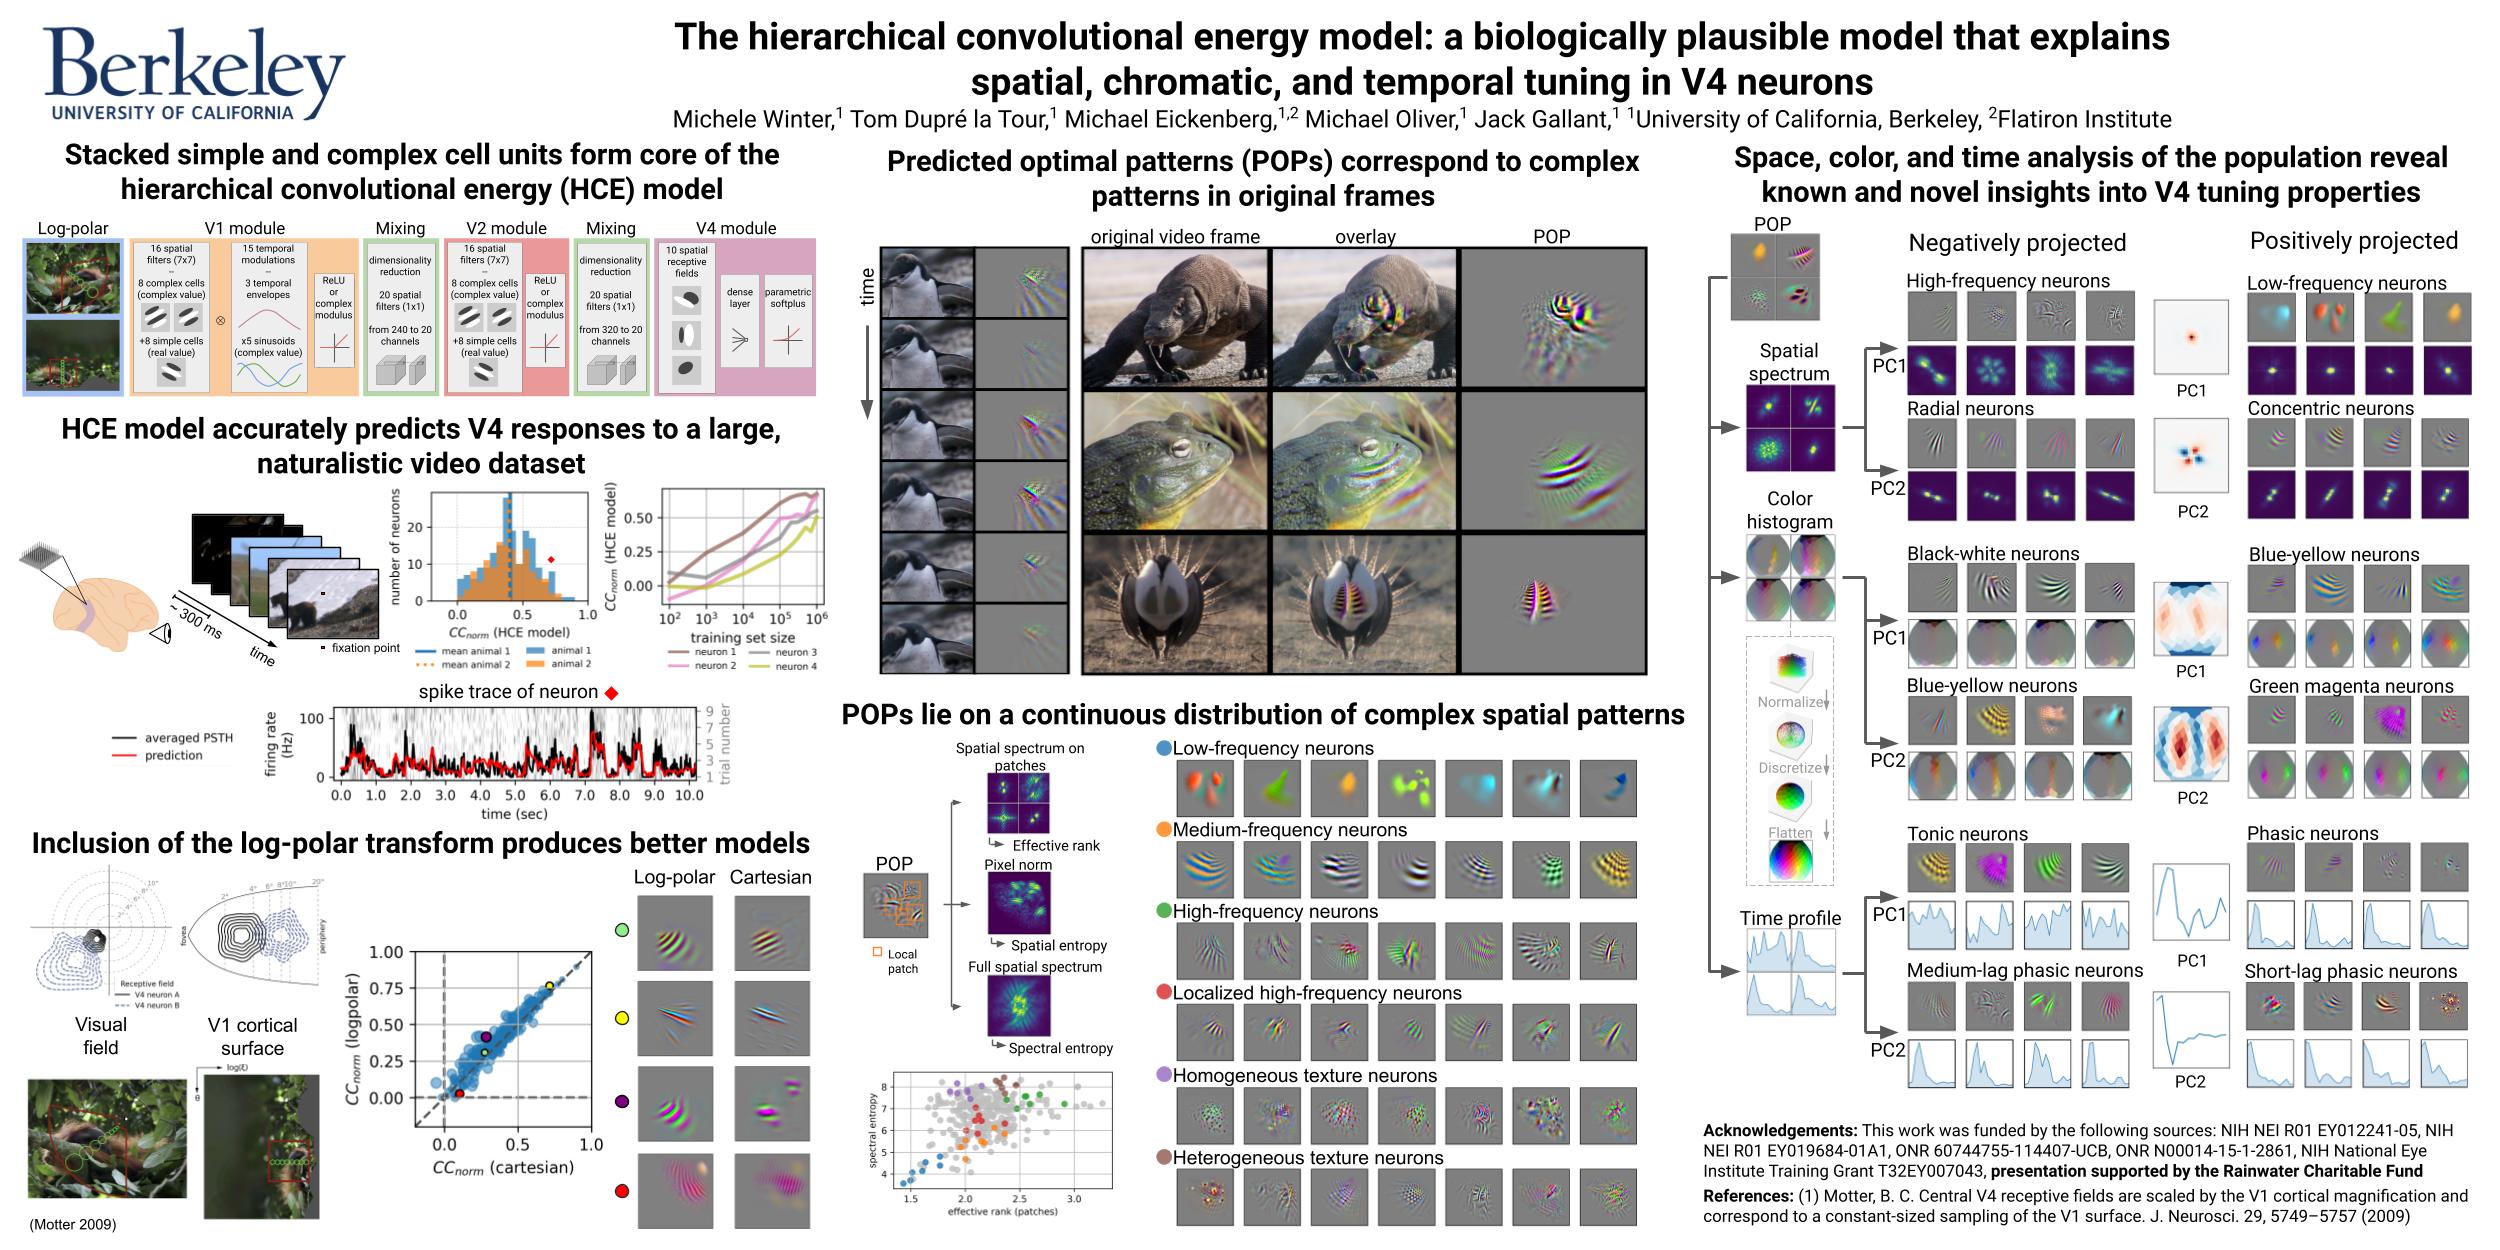 Berkeley
UNIVERSITY OF CALIFORNIA
The hierarchical convolutional energy model: a biologically plausible model that explains
spatial, chromatic, and temporal tuning in V4 neurons
Michele Winter,1 Tom Dupré la Tour,1 Michael Eickenberg,1,2 Michael Oliver,1 Jack Gallant,1 1University of California, Berkeley, 2Flatiron Institute
Stacked simple and complex cell units form core of the
hierarchical convolutional energy (HCE) model
Log-polar
V1 module
Mixing
V2 module
Mixing
V4 module
16 spatial
filters (7x7)
--
8 complex cells
(complex value)
+8 simple cells
(real value)
⊗
15 temporal
modulations
--
3 temporal
envelopes
x5 sinusoids
(complex value)
ReLU
or
complex
modulus
dimensionality
reduction
20 spatial
filters (1x1)
from 240 to 20
channels
16 spatial
filters (7x7)
--
8 complex cells
(complex value)
+8 simple cells
(real value)
ReLU
or
complex
modulus
dimensionality
reduction
20 spatial
filters (1x1)
from 320 to 20
channels
10 spatial
receptive
fields
dense
layer
parametric
softplus
HCE model accurately predicts V4 responses to a large,
naturalistic video dataset
~ 300 ms
time
fixation point
number of neurons
20
10
0
0.0
0.5
1.0
CCnorm (HCE model)
mean animal 1
mean animal 2
animal 1
animal 2
CCnorm (HCE model)
0.50
0.25
0.00
10²
10³
10⁴
10⁵
10⁶
training set size
neuron 1
neuron 2
neuron 3
neuron 4
spike trace of neuron
averaged PSTH
prediction
firing rate
(Hz)
100
0
9
7
5
3
1
trial number
0.0 1.0 2.0 3.0 4.0 5.0 6.0 7.0 8.0 9.0 10.0
time (sec)
Inclusion of the log-polar transform produces better models
2° 4° 6° 8° 10°
Receptive field
V4 neuron A
V4 neuron B
Visual
field
fovea
2° 4° 6° 8° 10° 20°
periphery
V1 cortical
surface
log(ξ)
θ
(Motter 2009)
CCnorm (logpolar)
1.00
0.75
0.50
0.25
0.00
0.0
0.5
1.0
CCnorm (cartesian)
Log-polar
Cartesian
Predicted optimal patterns (POPs) correspond to complex
patterns in original frames
time
original video frame
overlay
POP
POPs lie on a continuous distribution of complex spatial patterns
POP
Local
patch
Spatial spectrum on
patches
Effective rank
Pixel norm
Spatial entropy
Full spatial spectrum
Spectral entropy
spectral entropy
8
7
6
5
4
1.5
2.0
2.5
3.0
effective rank (patches)
Low-frequency neurons
Medium-frequency neurons
High-frequency neurons
Localized high-frequency neurons
Homogeneous texture neurons
Heterogeneous texture neurons
Space, color, and time analysis of the population reveal
known and novel insights into V4 tuning properties
POP
Negatively projected
Positively projected
Spatial
spectrum
PC1
PC2
High-frequency neurons
Low-frequency neurons
PC1
Radial neurons
Concentric neurons
PC2
Color
histogram
Normalize
Discretize
Flatten
PC1
PC2
Black-white neurons
Blue-yellow neurons
PC1
Blue-yellow neurons
Green magenta neurons
PC2
Time profile
PC1
PC2
Tonic neurons
Phasic neurons
PC1
Medium-lag phasic neurons
Short-lag phasic neurons
PC2
Acknowledgements: This work was funded by the following sources: NIH NEI R01 EY012241-05, NIH
NEI R01 EY019684-01A1, ONR 60744755-114407-UCB, ONR N00014-15-1-2861, NIH National Eye
Institute Training Grant T32EY007043, presentation supported by the Rainwater Charitable Fund
References: (1) Motter, B. C. Central V4 receptive fields are scaled by the V1 cortical magnification and
correspond to a constant-sized sampling of the V1 surface. J. Neurosci. 29, 5749–5757 (2009)